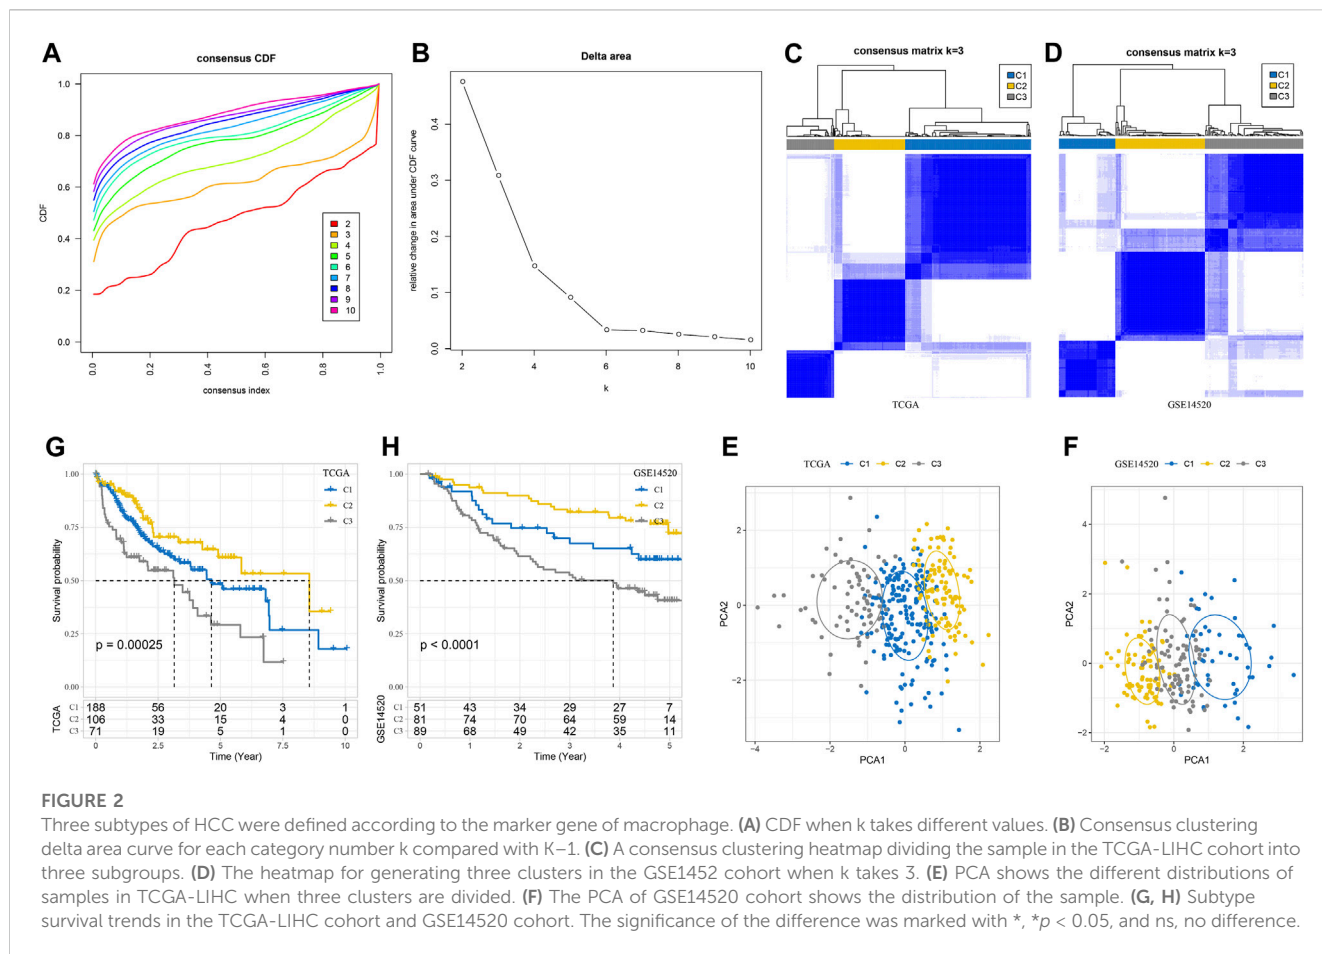 A
consensus CDF
CDF
1.0
0.8
0.6
0.4
0.2
0.0
2
3
4
5
6
7
8
9
10
0.0 0.2 0.4 0.6 0.8 1.0
consensus index
B
Delta area
relative change in area under CDF curve
0.4
0.3
0.2
0.1
0.0
2 4 6 8 10
k
C
consensus matrix k=3
C1
C2
C3
TCGA
D
consensus matrix k=3
C1
C2
C3
GSE14520
G
TCGA
C1
C2
C3
Survival probability
1.00
0.75
0.50
0.25
0.00
p = 0.00025
TCGA
C1 188 56 20 3 1
C2 106 33 15 4 0
C3 71 19 5 1 0
0 2.5 5 7.5 10
Time (Year)
H
GSE14520
C1
C2
C3
Survival probability
1.00
0.75
0.50
0.25
0.00
p < 0.0001
GSE14520
C1 51 43 34 29 27 7
C2 81 74 70 64 59 14
C3 89 68 49 42 35 11
0 1 2 3 4 5
Time (Year)
E
TCGA C1 C2 C3
PCA2
2
0
−2
−4 −2 0 2
PCA1
F
GSE14520 C1 C2 C3
PCA2
4
2
0
−2
−2 0 2
PCA1
FIGURE 2
Three subtypes of HCC were defined according to the marker gene of macrophage. (A) CDF when k takes different values. (B) Consensus clustering
delta area curve for each category number k compared with K−1. (C) A consensus clustering heatmap dividing the sample in the TCGA-LIHC cohort into
three subgroups. (D) The heatmap for generating three clusters in the GSE1452 cohort when k takes 3. (E) PCA shows the different distributions of
samples in TCGA-LIHC when three clusters are divided. (F) The PCA of GSE14520 cohort shows the distribution of the sample. (G, H) Subtype
survival trends in the TCGA-LIHC cohort and GSE14520 cohort. The significance of the difference was marked with *, *p < 0.05, and ns, no difference.